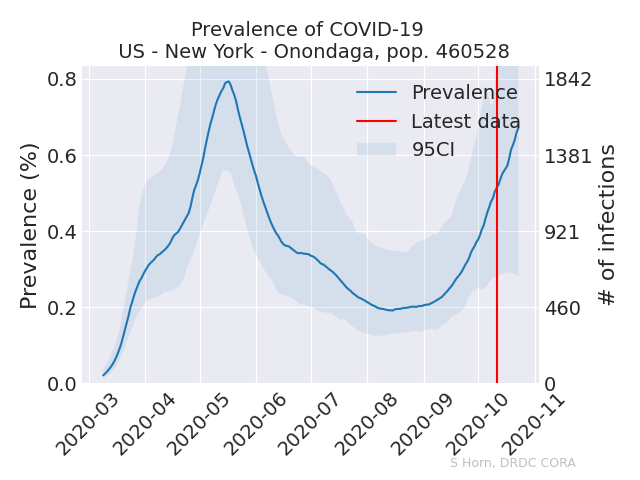 Prevalence of COVID-19
US - New York - Onondaga, pop. 460528
Prevalence (%)
0.8
0.6
0.4
0.2
0.0
Prevalence
Latest data
95CI
1842
1381
921
460
0
# of infections
2020-03
2020-04
2020-05
2020-06
2020-07
2020-08
2020-09
2020-10
2020-11
S Horn, DRDC CORA